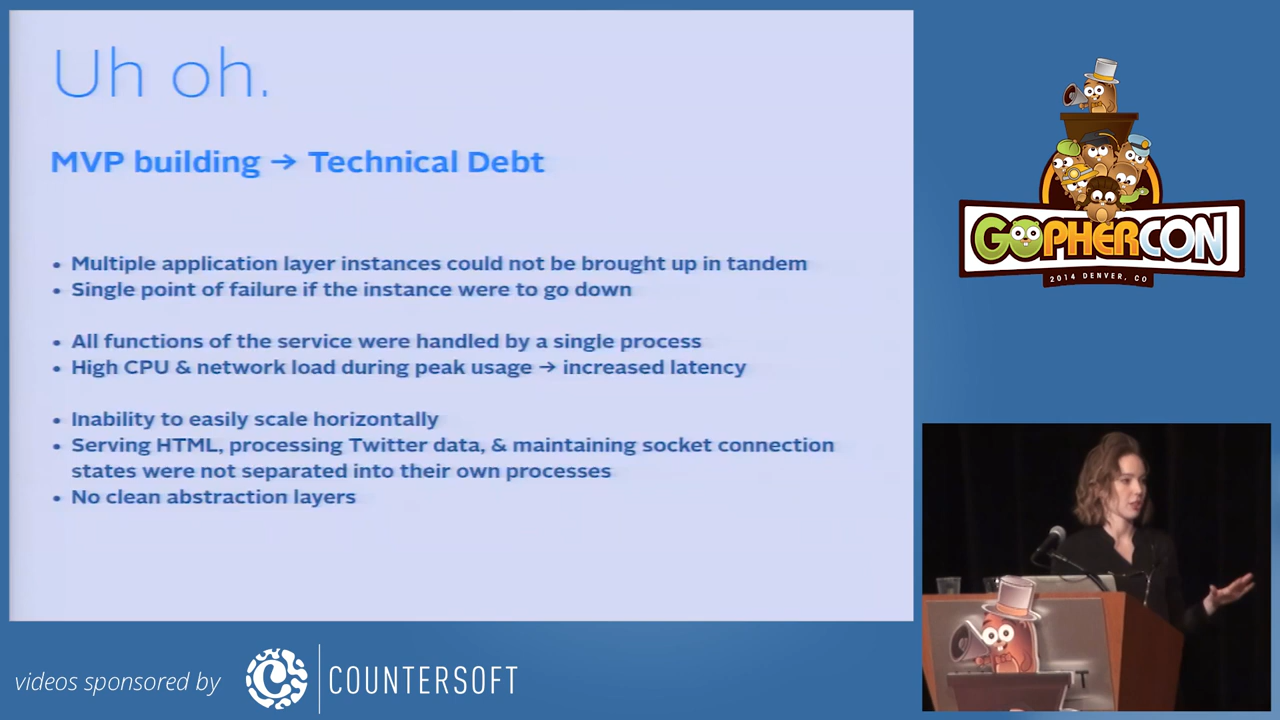 Uh oh.
MVP building → Technical Debt
• Multiple application layer instances could not be brought up in tandem
• Single point of failure if the instance were to go down
• All functions of the service were handled by a single process
• High CPU & network load during peak usage → increased latency
• Inability to easily scale horizontally
• Serving HTML, processing Twitter data, & maintaining socket connection
states were not separated into their own processes
• No clean abstraction layers
GOPHERCON
2014 DENVER, CO
T
videos sponsored by
COUNTERSOFT